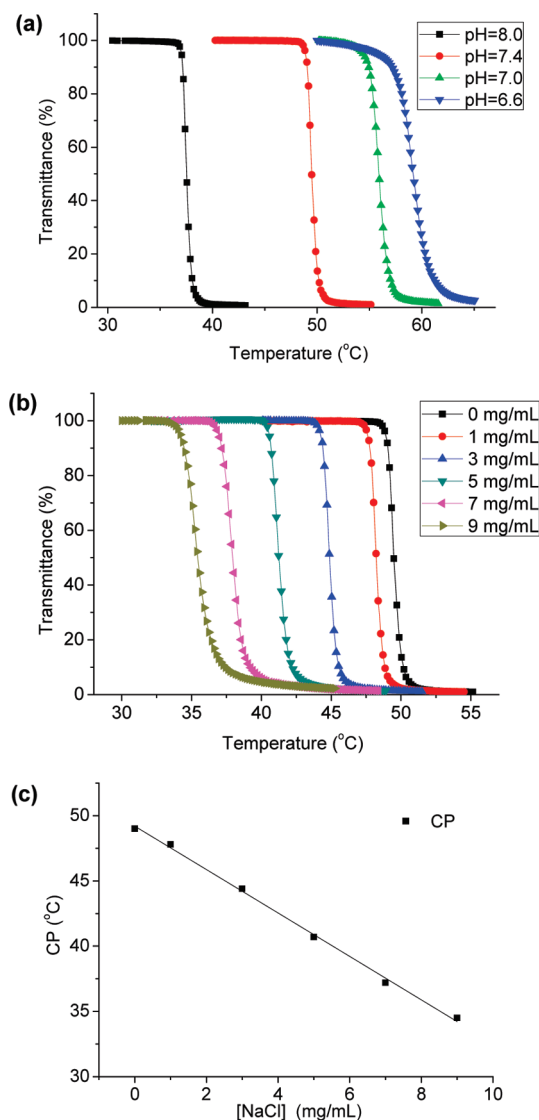 (a)
100
80
60
40
20
0
Transmittance (%)
30 40 50 60
Temperature (°C)
pH=8.0
pH=7.4
pH=7.0
pH=6.6
(b)
100
80
60
40
20
0
Transmittance (%)
30 35 40 45 50 55
Temperature (°C)
0 mg/mL
1 mg/mL
3 mg/mL
5 mg/mL
7 mg/mL
9 mg/mL
(c)
50
45
40
35
30
CP (°C)
CP
0 2 4 6 8 10
[NaCl] (mg/mL)